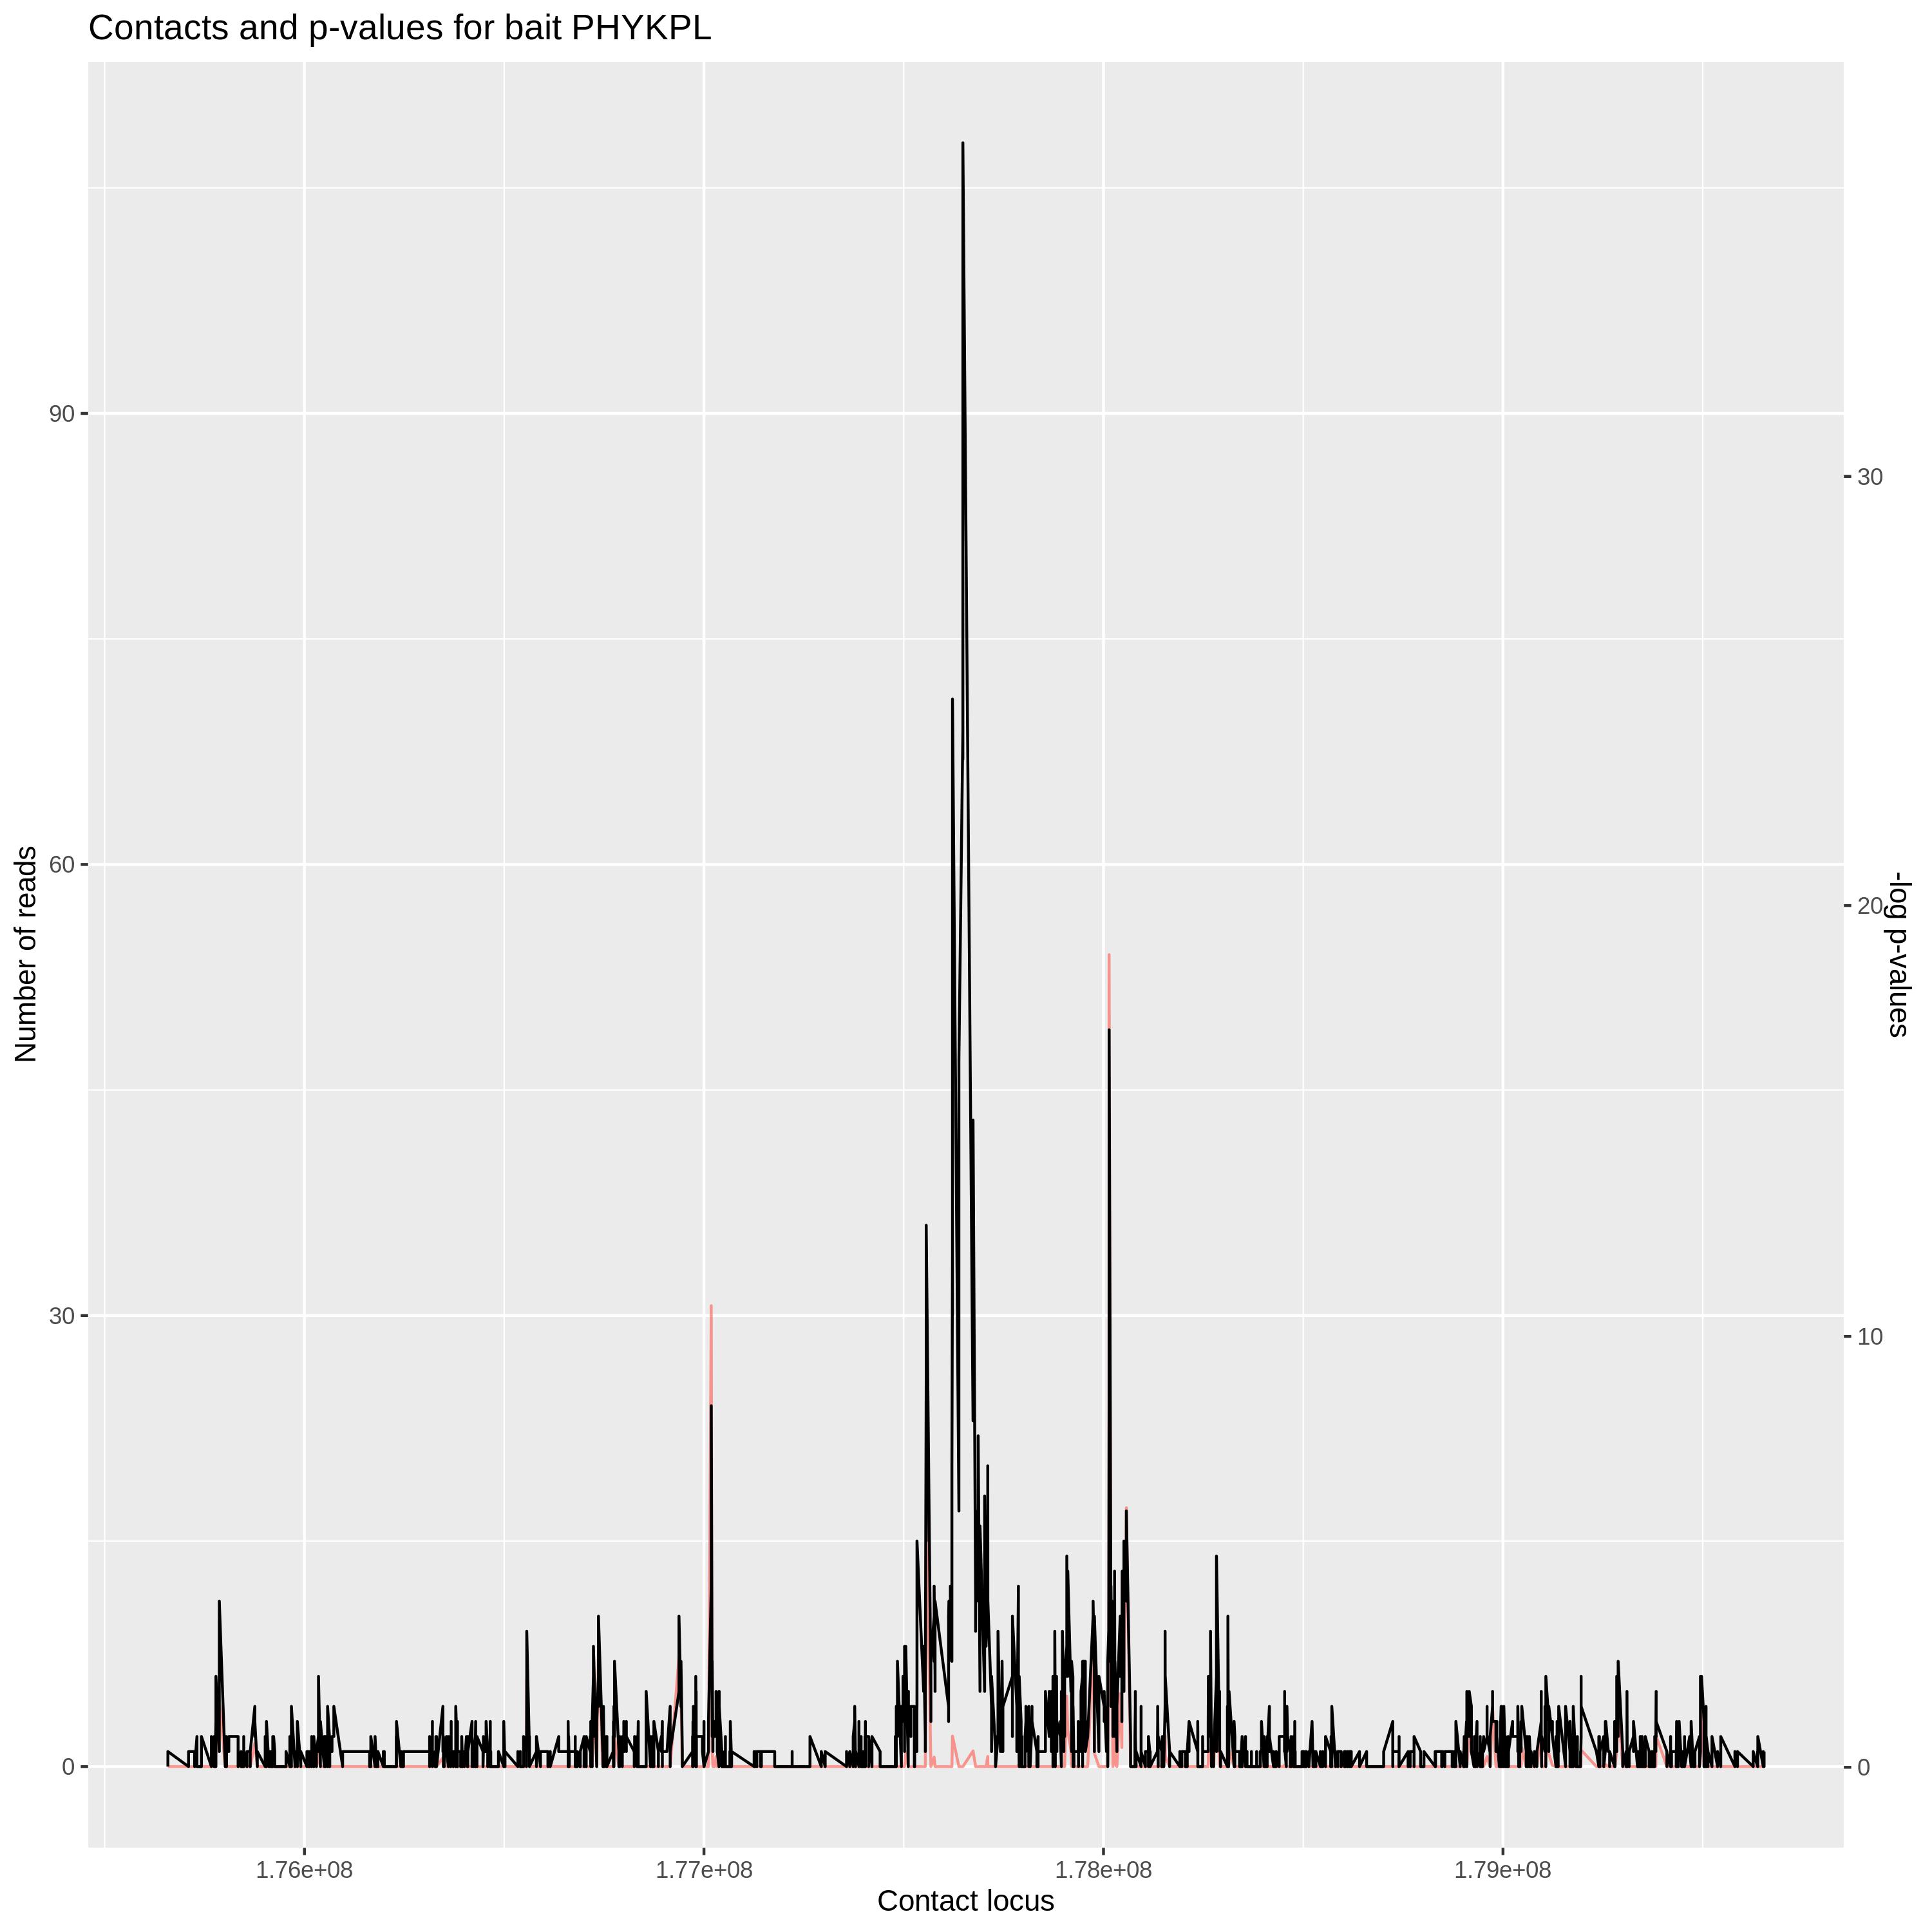 Contacts and p-values for bait PHYKPL
Number of reads
90
60
30
0
30
20
10
0
-log p-values
1.76e+08
1.77e+08
1.78e+08
1.79e+08
Contact locus